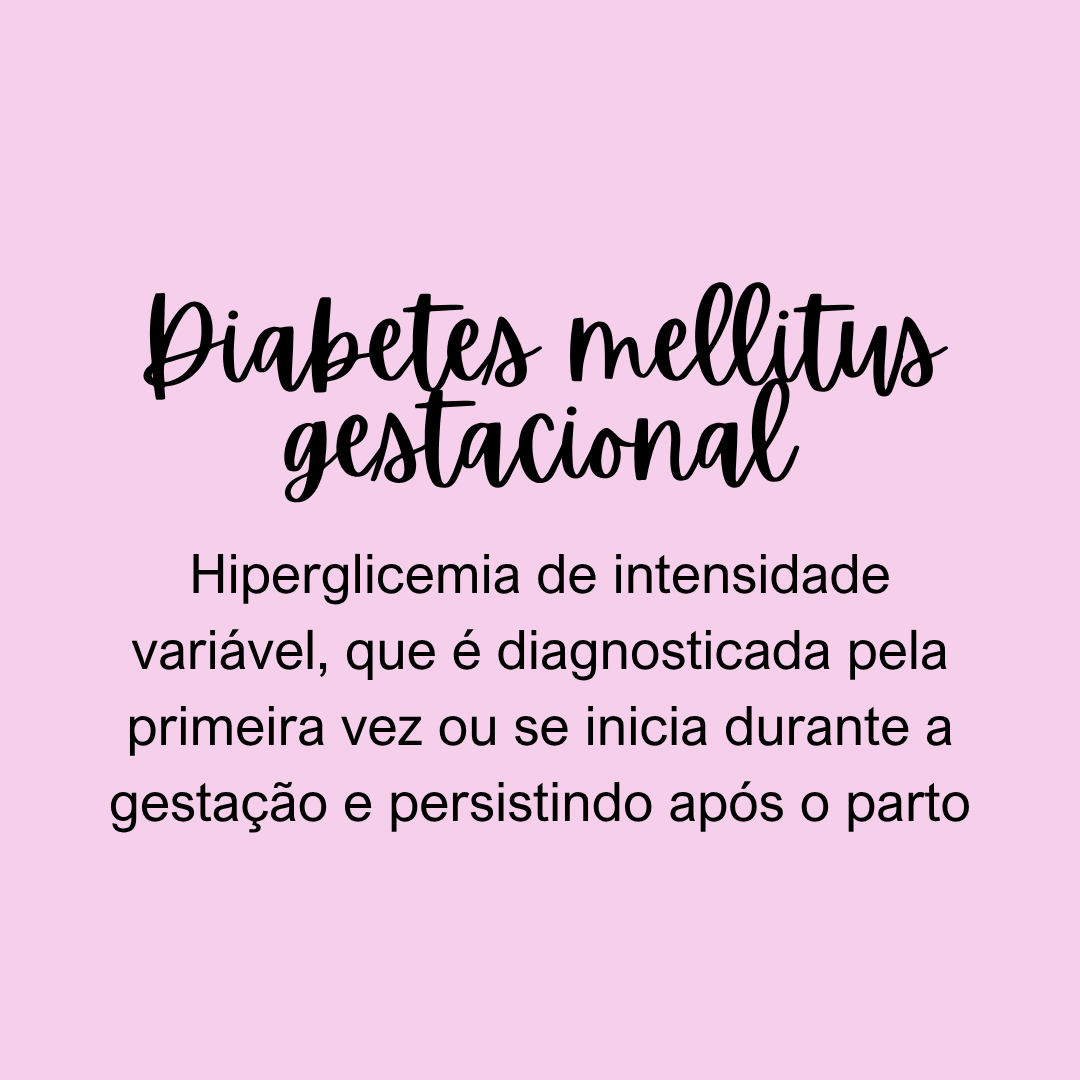 Diabetes mellitus
gestacional
Hiperglicemia de intensidade
variável, que é diagnosticada pela
primeira vez ou se inicia durante a
gestação e persistindo após o parto